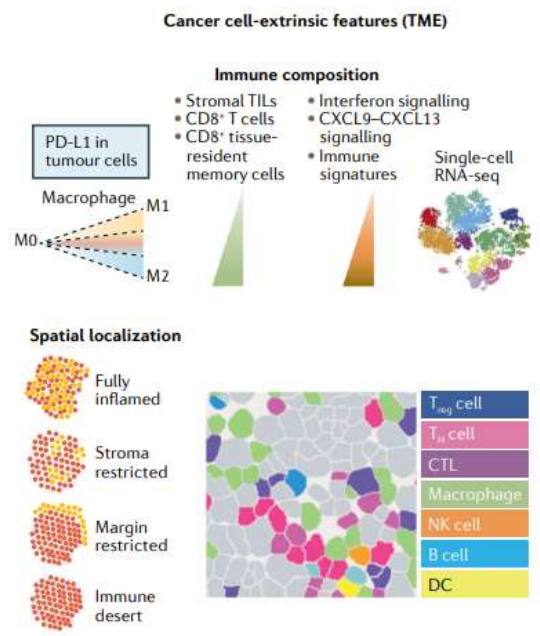 Cancer cell-extrinsic features (TME)
Immune composition
PD-L1 in
tumour cells
Macrophage
M0
M1
M2
• Stromal TILs
• CD8⁺ T cells
• CD8⁺ tissue-
resident
memory cells
• Interferon signalling
• CXCL9–CXCL13
signalling
• Immune
signatures
Single-cell
RNA-seq
Spatial localization
Fully
inflamed
Stroma
restricted
Margin
restricted
Immune
desert
cell
cell
CTL
Macrophage
NK cell
B cell
DC